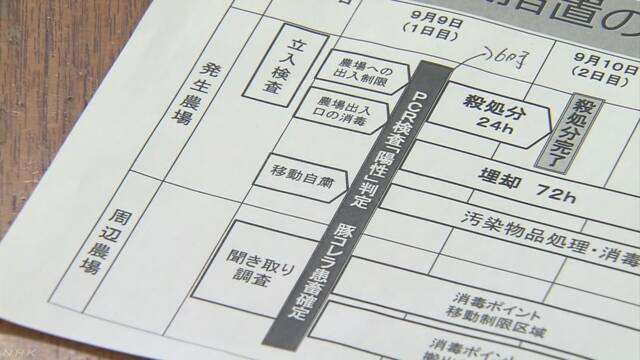 措置の
9月9日
(1日目)
9月10
(2日目)
発生農場
立入検査
農場への
出入制限
農場出入
口の消毒
移動自粛
PCR検査「陽性」判定 豚コレラ患畜確定
殺処分
24h
殺処分完了
埋却 72h
汚染物品処理・消毒
周辺農場
聞き取り
調査
消毒ポイント
移動制限区域
消毒ポイント
NHK